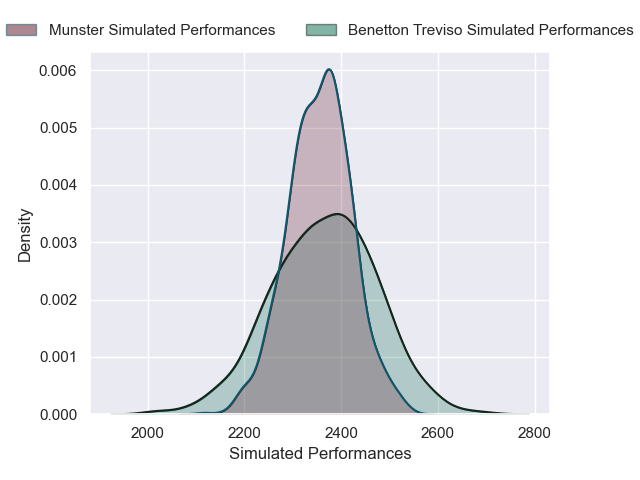 Munster Simulated Performances
Benetton Treviso Simulated Performances
0.006
0.005
0.004
0.003
0.002
0.001
0.000
Density
2000 2200 2400 2600 2800
Simulated Performances